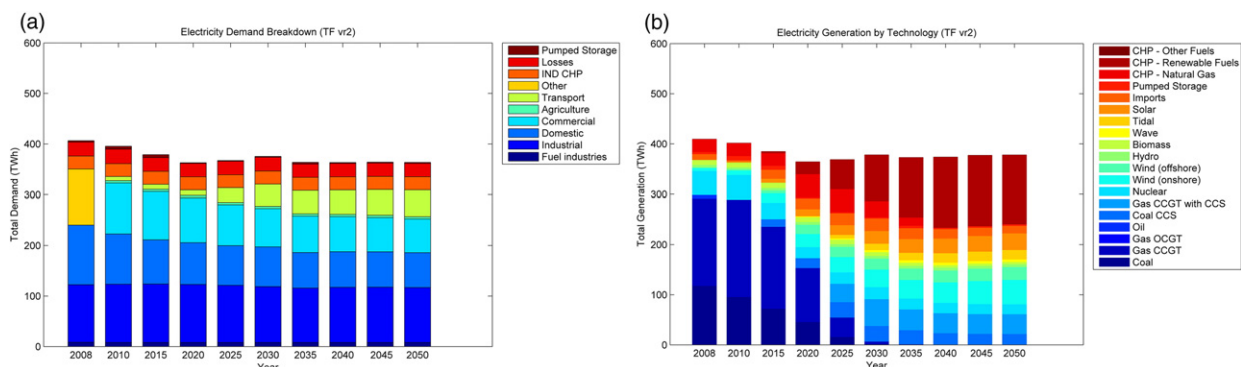 (a)
Electricity Demand Breakdown (TF vr2)
Total Demand (TWh)
600
500
400
300
200
100
0
2008 2010 2015 2020 2025 2030 2035 2040 2045 2050
Year
Pumped Storage
Losses
IND CHP
Other
Transport
Agriculture
Commercial
Domestic
Industrial
Fuel industries
(b)
Electricity Generation by Technology (TF vr2)
Total Generation (TWh)
600
500
400
300
200
100
0
2008 2010 2015 2020 2025 2030 2035 2040 2045 2050
Year
CHP - Other Fuels
CHP - Renewable Fuels
CHP - Natural Gas
Pumped Storage
Imports
Solar
Tidal
Wave
Biomass
Hydro
Wind (offshore)
Wind (onshore)
Nuclear
Gas CCGT with CCS
Coal CCS
Oil
Gas OCGT
Gas CCGT
Coal